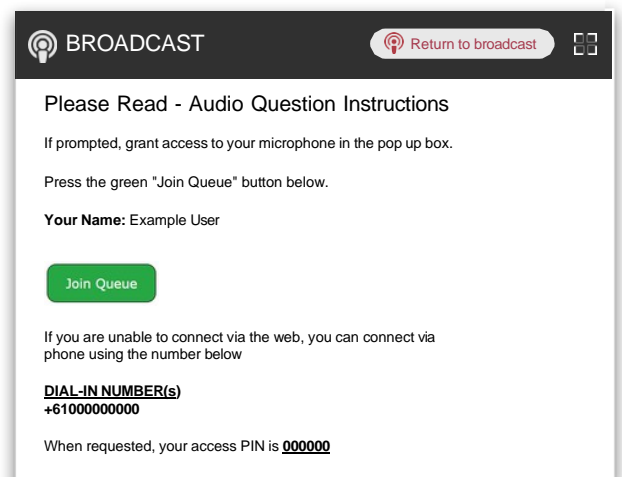 BROADCAST
Return to broadcast
Please Read - Audio Question Instructions
If prompted, grant access to your microphone in the pop up box.
Press the green "Join Queue" button below.
Your Name: Example User
Join Queue
If you are unable to connect via the web, you can connect via
phone using the number below
DIAL-IN NUMBER(s)
+61000000000
When requested, your access PIN is 000000